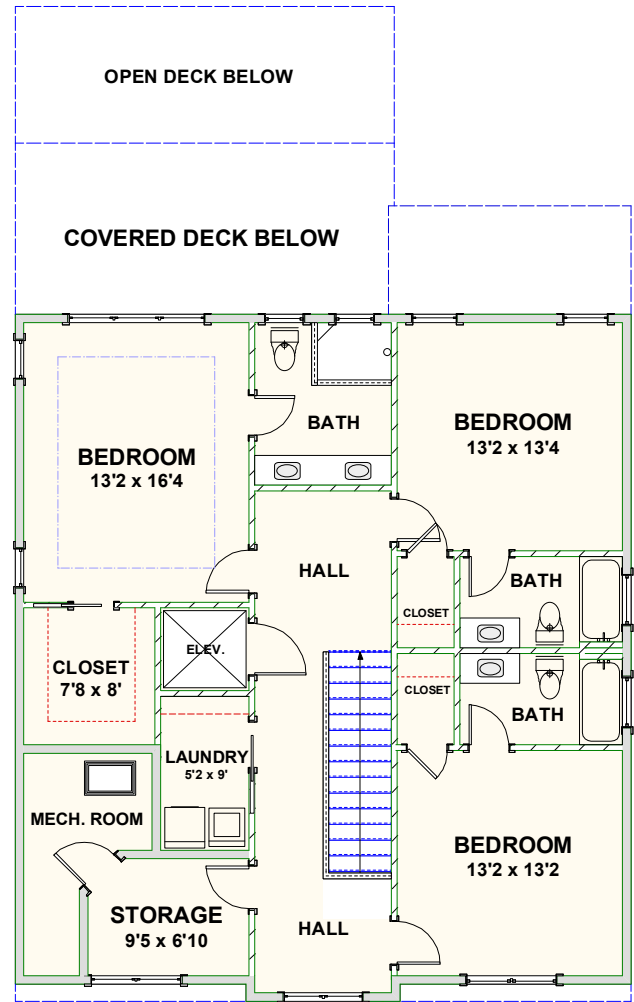 OPEN DECK BELOW
COVERED DECK BELOW
BEDROOM
13'2 x 16'4
BATH
BEDROOM
13'2 x 13'4
HALL
BATH
CLOSET
ELEV.
CLOSET
7'8 x 8'
CLOSET
BATH
LAUNDRY
5'2 x 9'
MECH. ROOM
BEDROOM
13'2 x 13'2
STORAGE
9'5 x 6'10
HALL